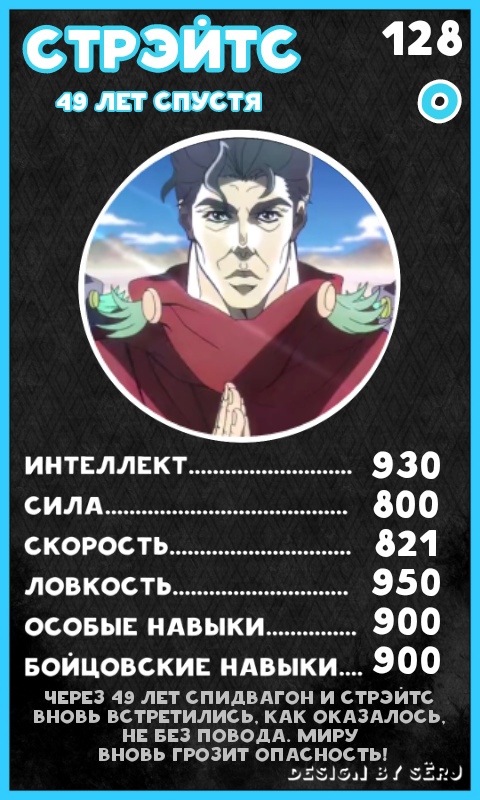 СТРЭЙТС
128
49 ЛЕТ СПУСТЯ
ИНТЕЛЛЕКТ.................................. 930
СИЛА.................................................... 800
СКОРОСТЬ...................................... 821
ЛОВКОСТЬ..................................... 950
ОСОБЫЕ НАВЫКИ................... 900
БОЙЦОВСКИЕ НАВЫКИ.... 900
ЧЕРЕЗ 49 ЛЕТ СПИДВАГОН И СТРЭЙТС
ВНОВЬ ВСТРЕТИЛИСЬ, КАК ОКАЗАЛОСЬ,
НЕ БЕЗ ПОВОДА. МИРУ
ВНОВЬ ГРОЗИТ ОПАСНОСТЬ!
DESIGN BY SЁRJ